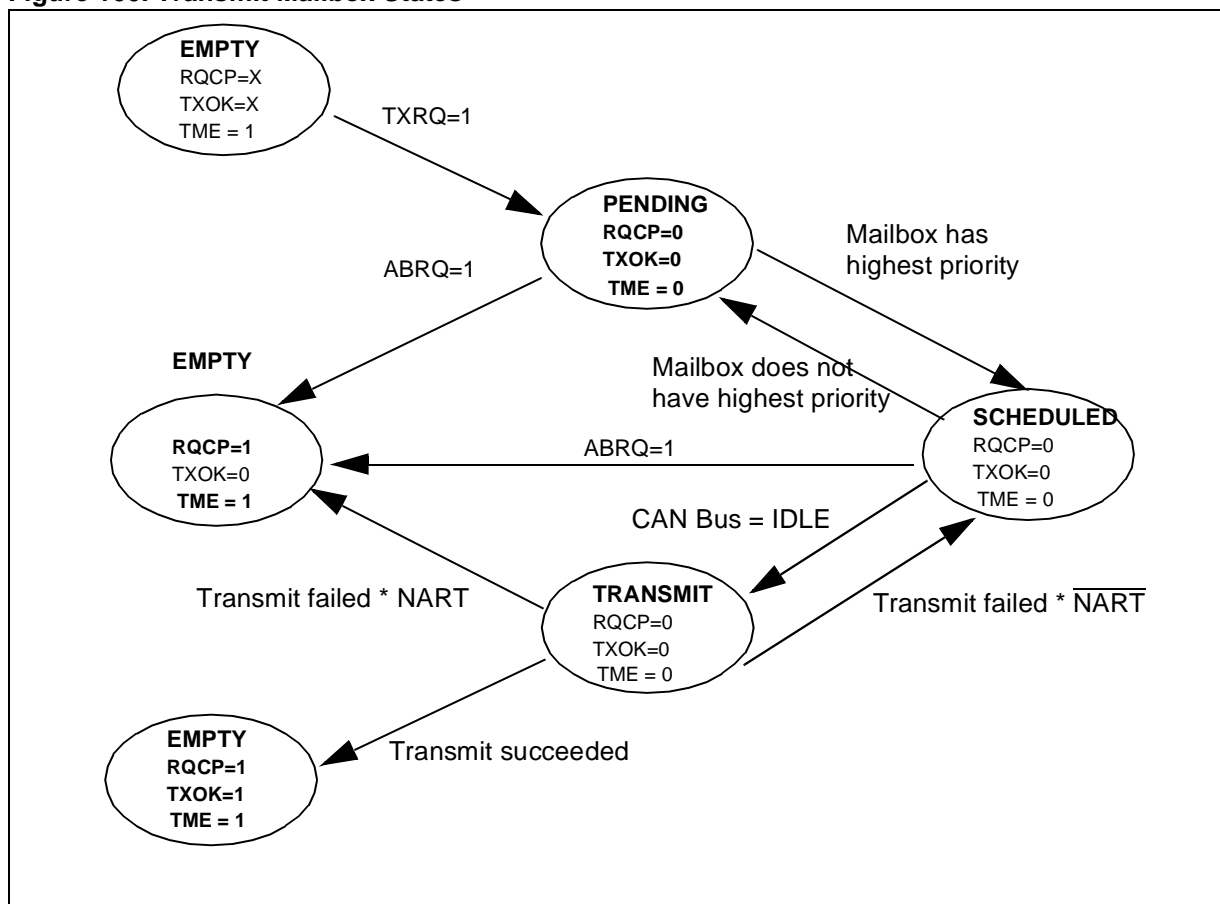 Figure Transmit Mailbox States
EMPTY
RQCP=X
TXOK=X
TME = 1
TXRQ=1
PENDING
RQCP=0
TXOK=0
TME = 0
Mailbox has
highest priority
ABRQ=1
EMPTY
Mailbox does not
have highest priority
RQCP=1
TXOK=0
TME = 1
ABRQ=1
SCHEDULED
RQCP=0
TXOK=0
TME = 0
CAN Bus = IDLE
Transmit failed * NART
TRANSMIT
RQCP=0
TXOK=0
TME = 0
Transmit failed * N̅A̅R̅T̅
EMPTY
RQCP=1
TXOK=1
TME = 1
Transmit succeeded